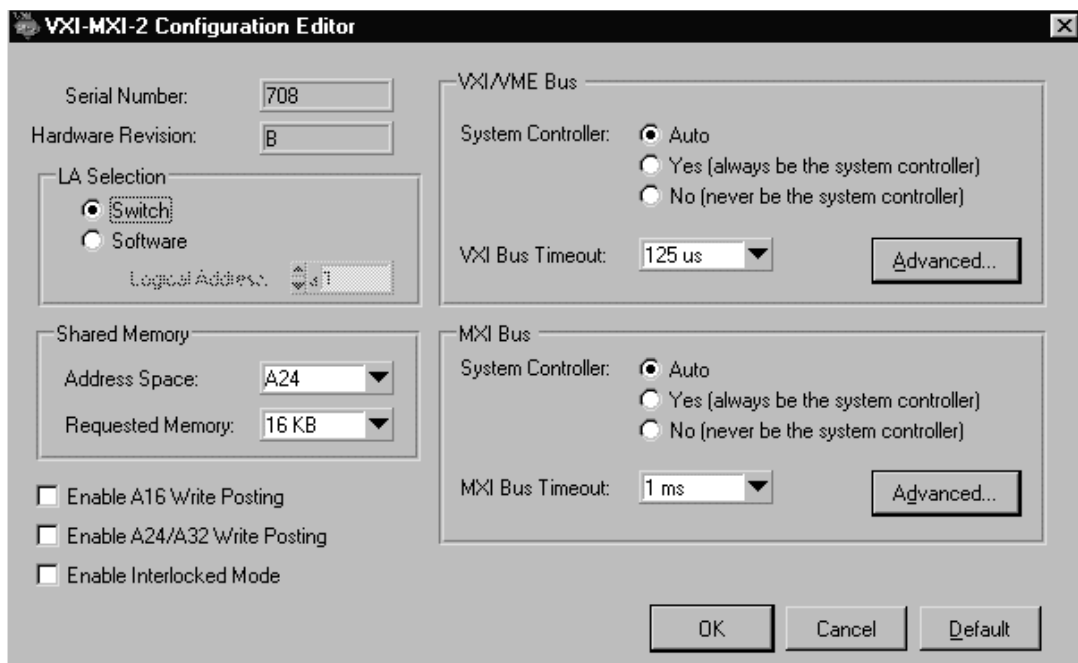 VXI-MXI-2 Configuration Editor
Serial Number: 708
Hardware Revision: B
LA Selection
Switch
Software
Logical Address: 1
Shared Memory
Address Space: A24
Requested Memory: 16 KB
Enable A16 Write Posting
Enable A24/A32 Write Posting
Enable Interlocked Mode
VXI/VME Bus
System Controller: Auto
Yes (always be the system controller)
No (never be the system controller)
VXI Bus Timeout: 125 us
Advanced...
MXI Bus
System Controller: Auto
Yes (always be the system controller)
No (never be the system controller)
MXI Bus Timeout: 1 ms
Advanced...
OK Cancel Default